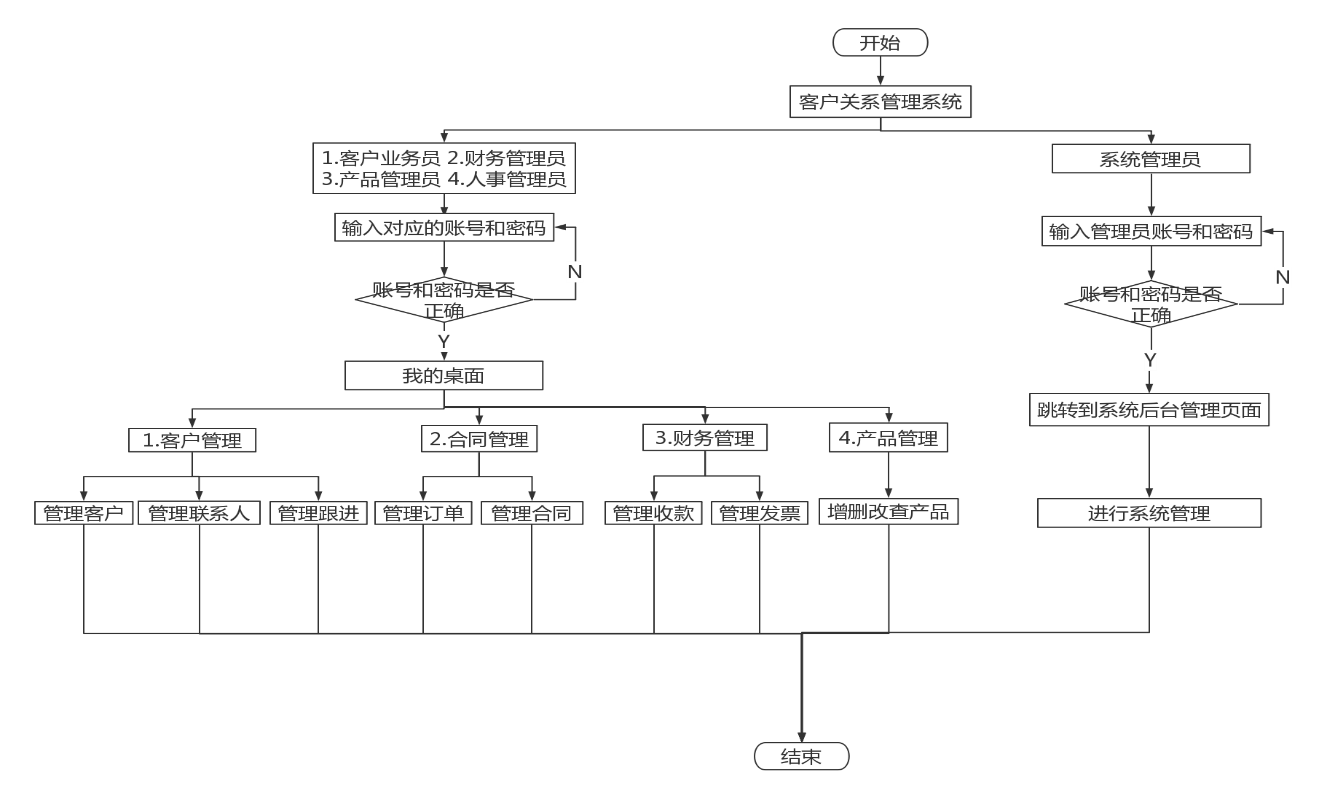 开始
客户关系管理系统
1.客户业务员 2.财务管理员
3.产品管理员 4.人事管理员
系统管理员
输入对应的账号和密码
输入管理员账号和密码
N
N
账号和密码是否
正确
账号和密码是否
正确
Y
Y
我的桌面
跳转到系统后台管理页面
1.客户管理
2.合同管理
3.财务管理
4.产品管理
管理客户
管理联系人
管理跟进
管理订单
管理合同
管理收款
管理发票
增删改查产品
进行系统管理
结束